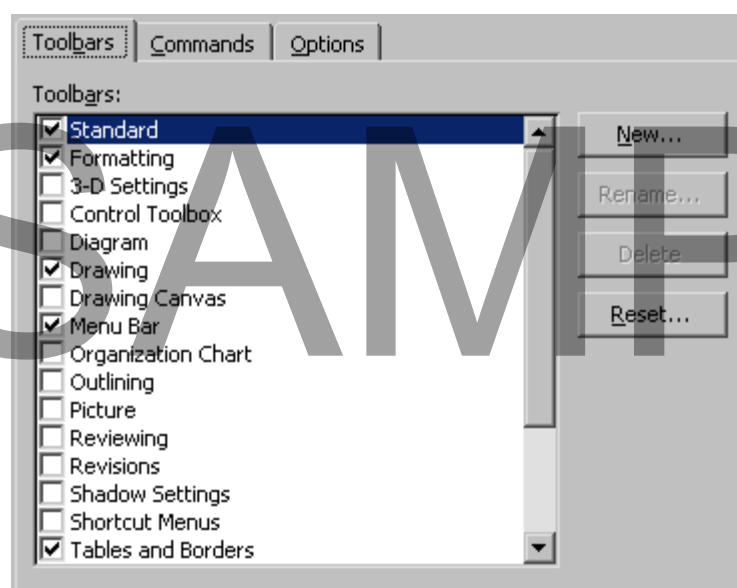 Toolbars Commands Options
Toolbars:
Standard
Formatting
3-D Settings
Control Toolbox
Diagram
Drawing
Drawing Canvas
Menu Bar
Organization Chart
Outlining
Picture
Reviewing
Revisions
Shadow Settings
Shortcut Menus
Tables and Borders
New...
Rename...
Delete
Reset...